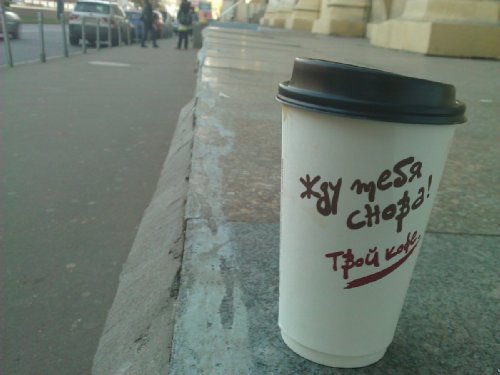 Жду тебя
снова!
Твой кофе.